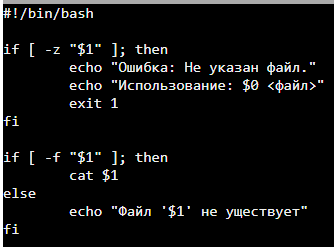 #!/bin/bash

if [ -z "$1" ]; then
        echo "Ошибка: Не указан файл."
        echo "Использование: $0 <файл>"
        exit 1
fi

if [ -f "$1" ]; then
        cat $1
else
        echo "Файл '$1' не уществует"
fi